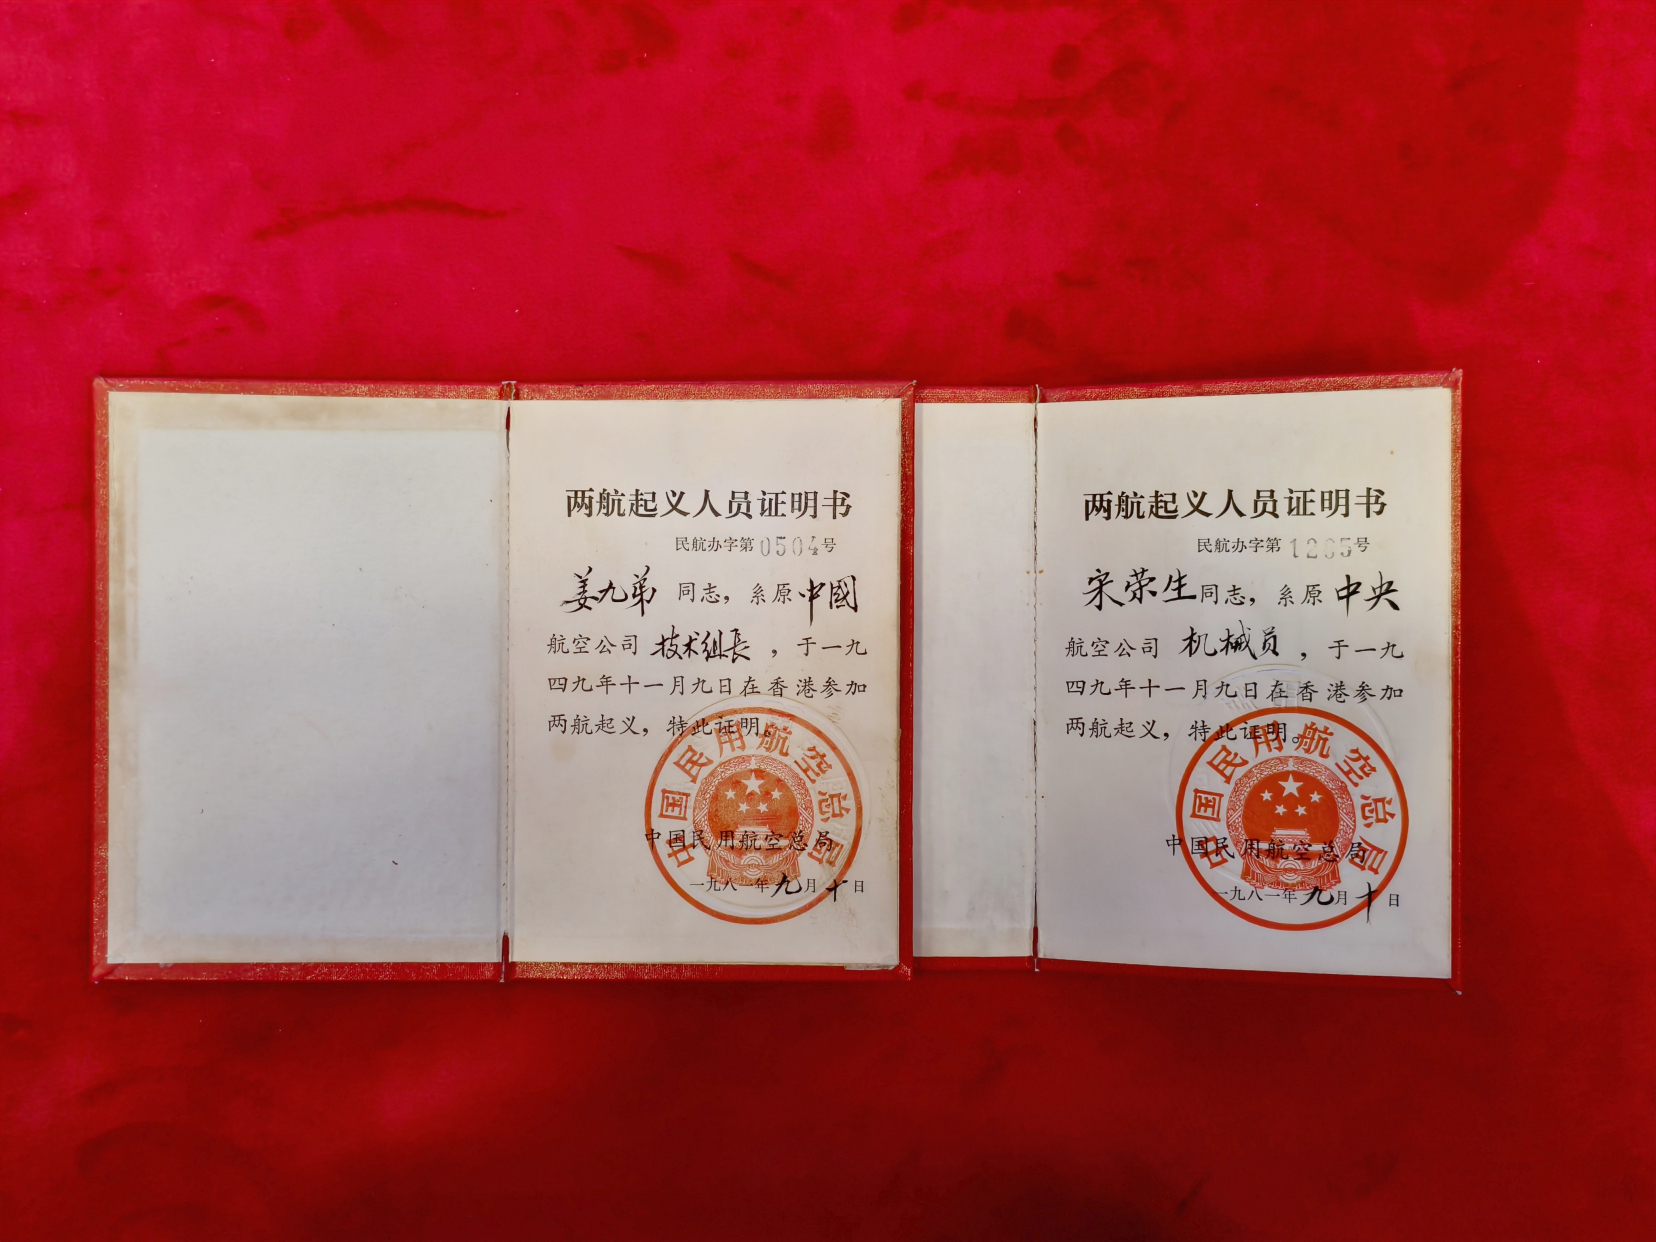 两航起义人员证明书
民航办字第0504号
姜九弟同志，系原中國
航空公司技术组長，于一九
四九年十一月九日在香港参加
两航起义，特此证明。
中国民用航空总局
中国民用航空总局
一九八一年九月十日
两航起义人员证明书
民航办字第1265号
宋荣生同志，系原中央
航空公司机械员，于一九
四九年十一月九日在香港参加
两航起义，特此证明。
中国民用航空总局
中国民用航空总局
一九八一年九月十日